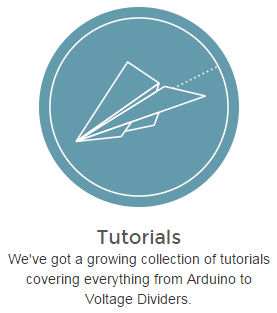 Tutorials
We've got a growing collection of tutorials
covering everything from Arduino to
Voltage Dividers.